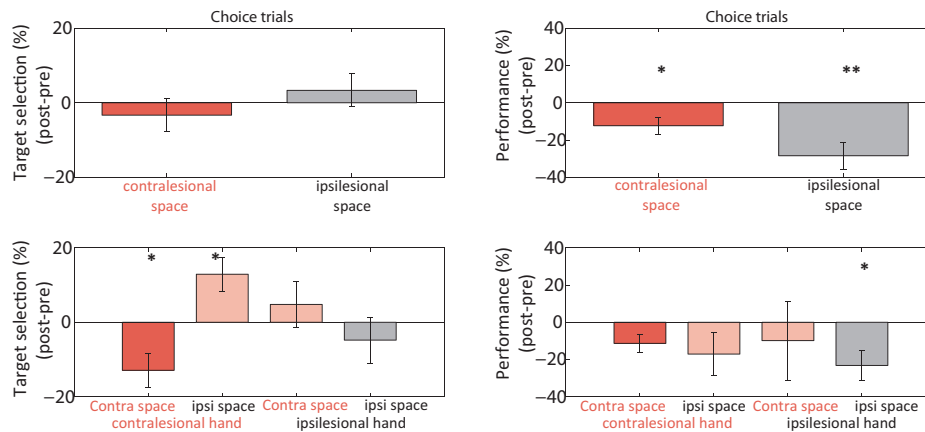 Choice trials
Target selection (%)
(post-pre)
20
0
−20
contralesional
space
ipsilesional
space
Choice trials
Performance (%)
(post-pre)
40
20
0
−20
−40
*
**
contralesional
space
ipsilesional
space
Target selection (%)
(post-pre)
20
0
−20
*
*
Contra space
ipsi space
Contra space
ipsi space
contralesional hand
ipsilesional hand
Performance (%)
(post-pre)
40
20
0
−20
−40
*
Contra space
ipsi space
Contra space
ipsi space
contralesional hand
ipsilesional hand